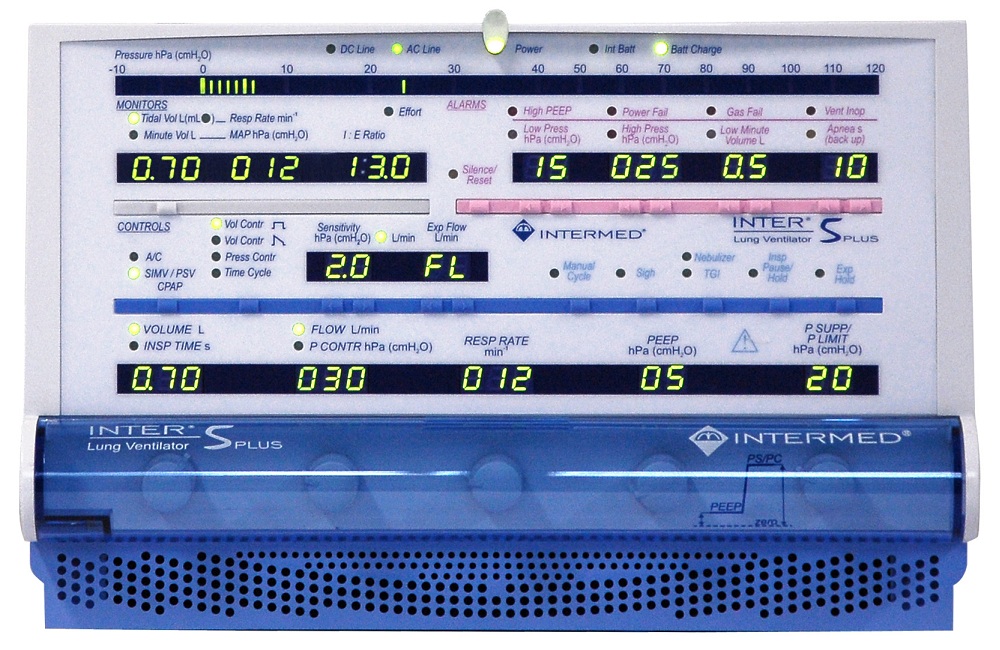 DC Line AC Line Power Int Batt Batt Charge
Pressure hPa (cmH2O)
-10 0 10 20 30 40 50 60 70 80 90 100 110 120
MONITORS
Tidal Vol L(mL) Resp Rate min⁻¹ Effort
Minute Vol L MAP hPa (cmH2O) I : E Ratio
0.70 012 1:3.0
ALARMS
High PEEP Power Fail Gas Fail Vent Inop
Low Press hPa (cmH2O)
High Press hPa (cmH2O)
Low Minute Volume L
Apnea s (back up)
Silence/
Reset
15 025 0.5 10
CONTROLS
A/C
SIMV / PSV
CPAP
Vol Contr
Vol Contr
Press Contr
Time Cycle
Sensitivity
hPa (cmH2O) L/min
Exp Flow
L/min
2.0 FL
INTERMED®
INTER® S PLUS
Lung Ventilator
Manual
Cycle
Sigh
Nebulizer
TGI
Insp
Pause/
Hold
Exp
Hold
VOLUME L
INSP TIME s
FLOW L/min
P CONTR hPa (cmH2O)
RESP RATE
min⁻¹
PEEP
hPa (cmH2O)
P SUPP/
P LIMIT
hPa (cmH2O)
0.70 030 012 05 20
INTER® S PLUS
Lung Ventilator
INTERMED®
PS/PC
PEEP
zero